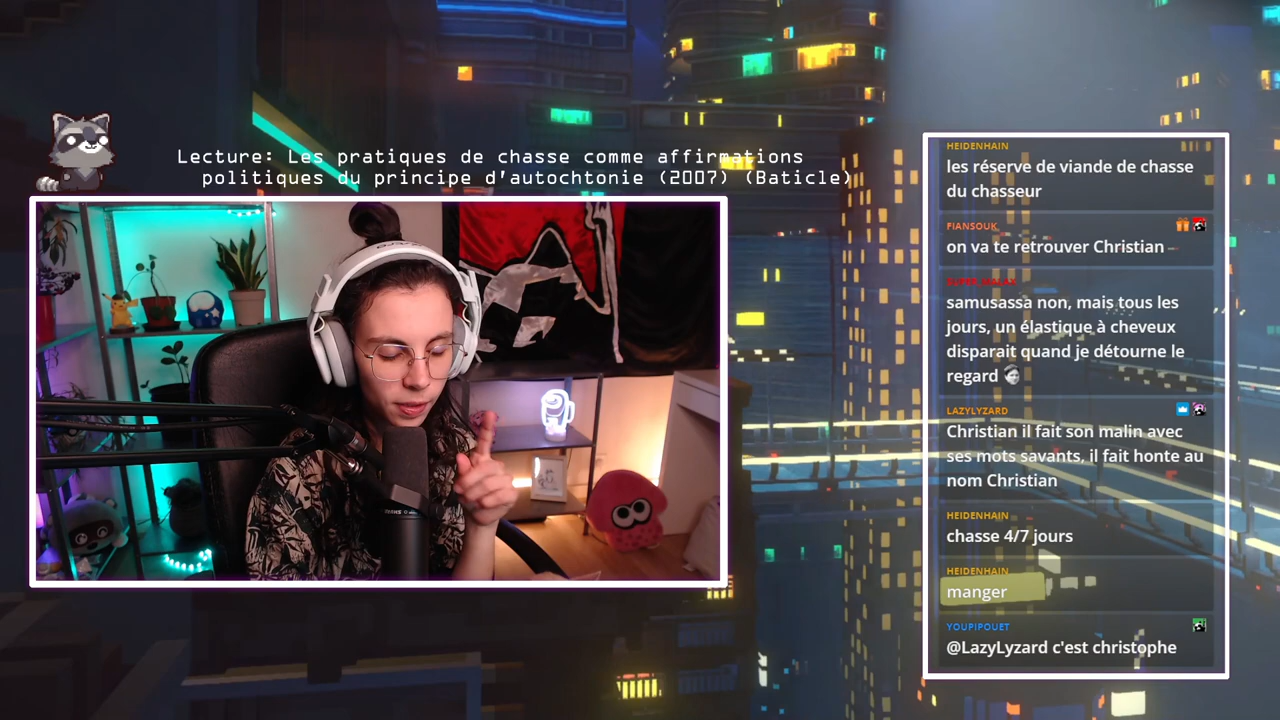 Lecture: Les pratiques de chasse comme affirmations
politiques du principe d'autochtonie (2007) (Baticle)
HEIDENHAIN
les réserve de viande de chasse
du chasseur
FIANSOUK
on va te retrouver Christian
samusassa non, mais tous les
jours, un élastique à cheveux
disparait quand je détourne le
regard
LAZYLYZARD
Christian il fait son malin avec
ses mots savants, il fait honte au
nom Christian
HEIDENHAIN
chasse 4/7 jours
HEIDENHAIN
manger
YOUPIPOUET
@LazyLyzard c'est christophe